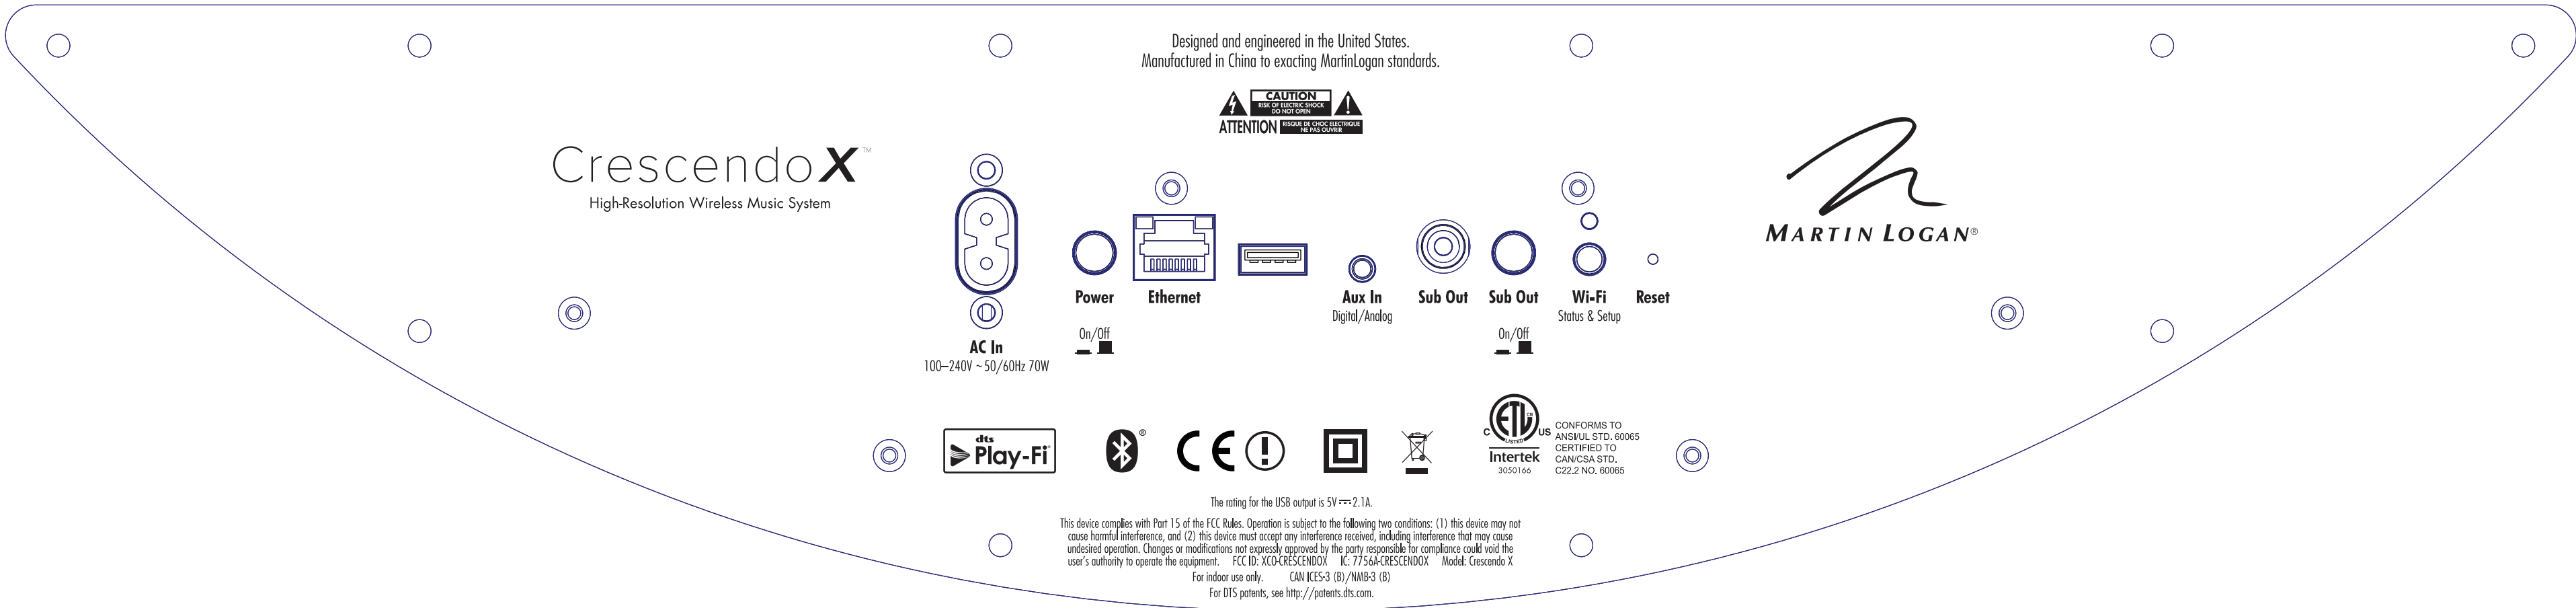 Designed and engineered in the United States.
Manufactured in China to exacting MartinLogan standards.
CAUTION
RISK OF ELECTRIC SHOCK
DO NOT OPEN
ATTENTION
RISQUE DE CHOC ELECTRIQUE
NE PAS OUVRIR
CrescendoX™
High-Resolution Wireless Music System
MARTIN LOGAN®
Power
Ethernet
Aux In
Sub Out
Sub Out
Wi-Fi
Reset
Digital/Analog
Status & Setup
On/Off
On/Off
AC In
100–240V ~ 50/60Hz 70W
dts
Play-Fi
®
CE
C
ETL
CM
LISTED
US
Intertek
3050166
CONFORMS TO
ANSI/UL STD. 60065
CERTIFIED TO
CAN/CSA STD.
C22.2 NO. 60065
The rating for the USB output is 5V ⎓ 2.1A.
This device complies with Part 15 of the FCC Rules. Operation is subject to the following two conditions: (1) this device may not
cause harmful interference, and (2) this device must accept any interference received, including interference that may cause
undesired operation. Changes or modifications not expressly approved by the party responsible for compliance could void the
user's authority to operate the equipment. FCC ID: XCO-CRESCENDOX IC: 7756A-CRESCENDOX Model: Crescendo X
For indoor use only. CAN ICES-3 (B)/NMB-3 (B)
For DTS patents, see http://patents.dts.com.